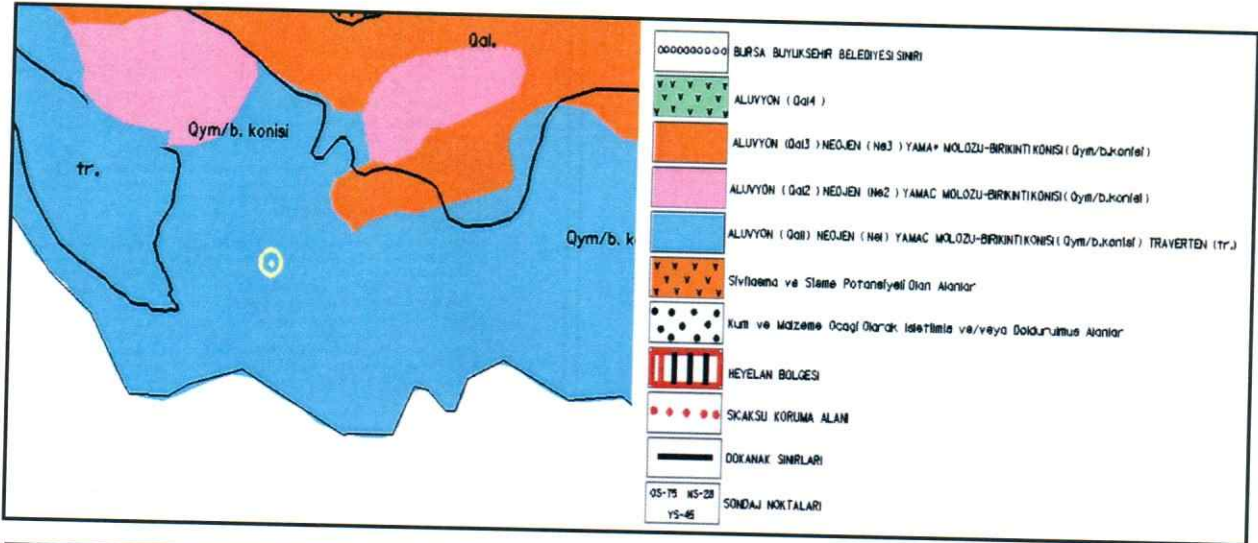 Qal.
Qym/b. konisi
tr.
Qym/b. k
BURSA BUYUKSEHIR BELEDIYESI SINIRI
ALUVYON ( Qal4 )
ALUVYON (Qal3 ) NEOJEN ( Ne3 ) YAMA* MOLOZU-BIRIKINTI KONISI ( Qym/b.konisi )
ALUVYON ( Qal2 ) NEOJEN ( Ne2 ) YAMAC MOLOZU-BIRIKINTI KONISI ( Qym/b.konisi )
ALUVYON ( Qal1) NEOJEN ( Ne1 ) YAMAC MOLOZU-BIRIKINTI KONISI ( Qym/b.konisi ) TRAVERTEN (tr.)
Sivilasma ve Sisme Potansiyeli Olan Alanlar
Kum ve Malzeme Ocagi Olarak Isletilmis ve/veya Doldurulmus Alanlar
HEYELAN BOLGESI
SICAKSU KORUMA ALANI
DOKANAK SINIRLARI
OS-75 NS-28
YS-45
SONDAJ NOKTALARI